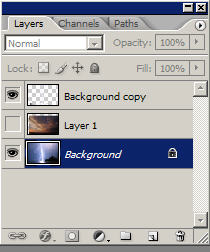 Layers Channels Paths
Normal Opacity: 100%
Lock: Fill: 100%
Background copy
Layer 1
Background